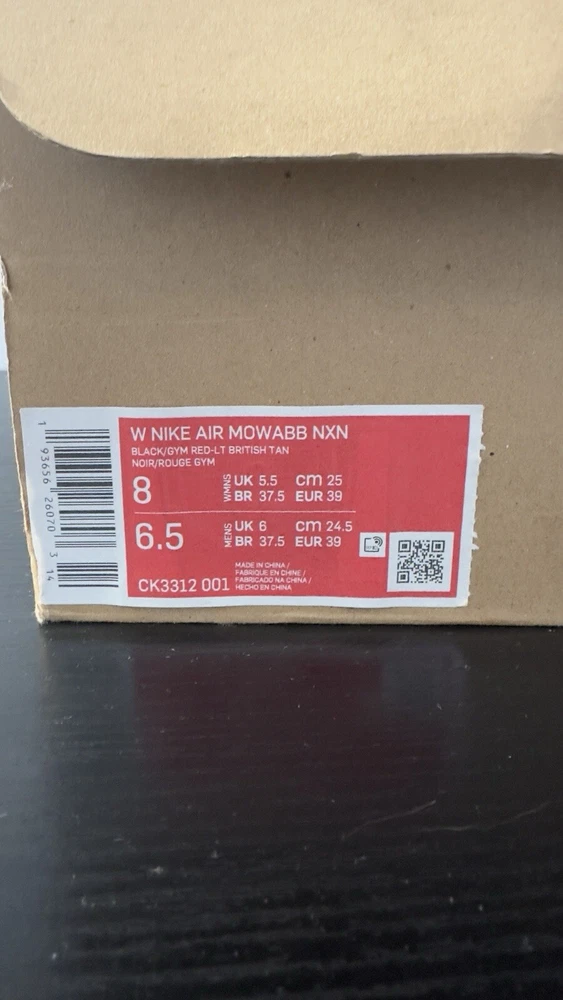 W NIKE AIR MOWABB NXN
BLACK/GYM RED-LT BRITISH TAN
NOIR/ROUGE GYM
8 WMNS UK 5.5 cm 25
BR 37.5 EUR 39
6.5 MENS UK 6 cm 24.5
BR 37.5 EUR 39
CK3312 001
MADE IN CHINA /
FABRIQUE EN CHINE /
FABRICADO NA CHINA /
HECHO EN CHINA
1 93656 26070 3 14